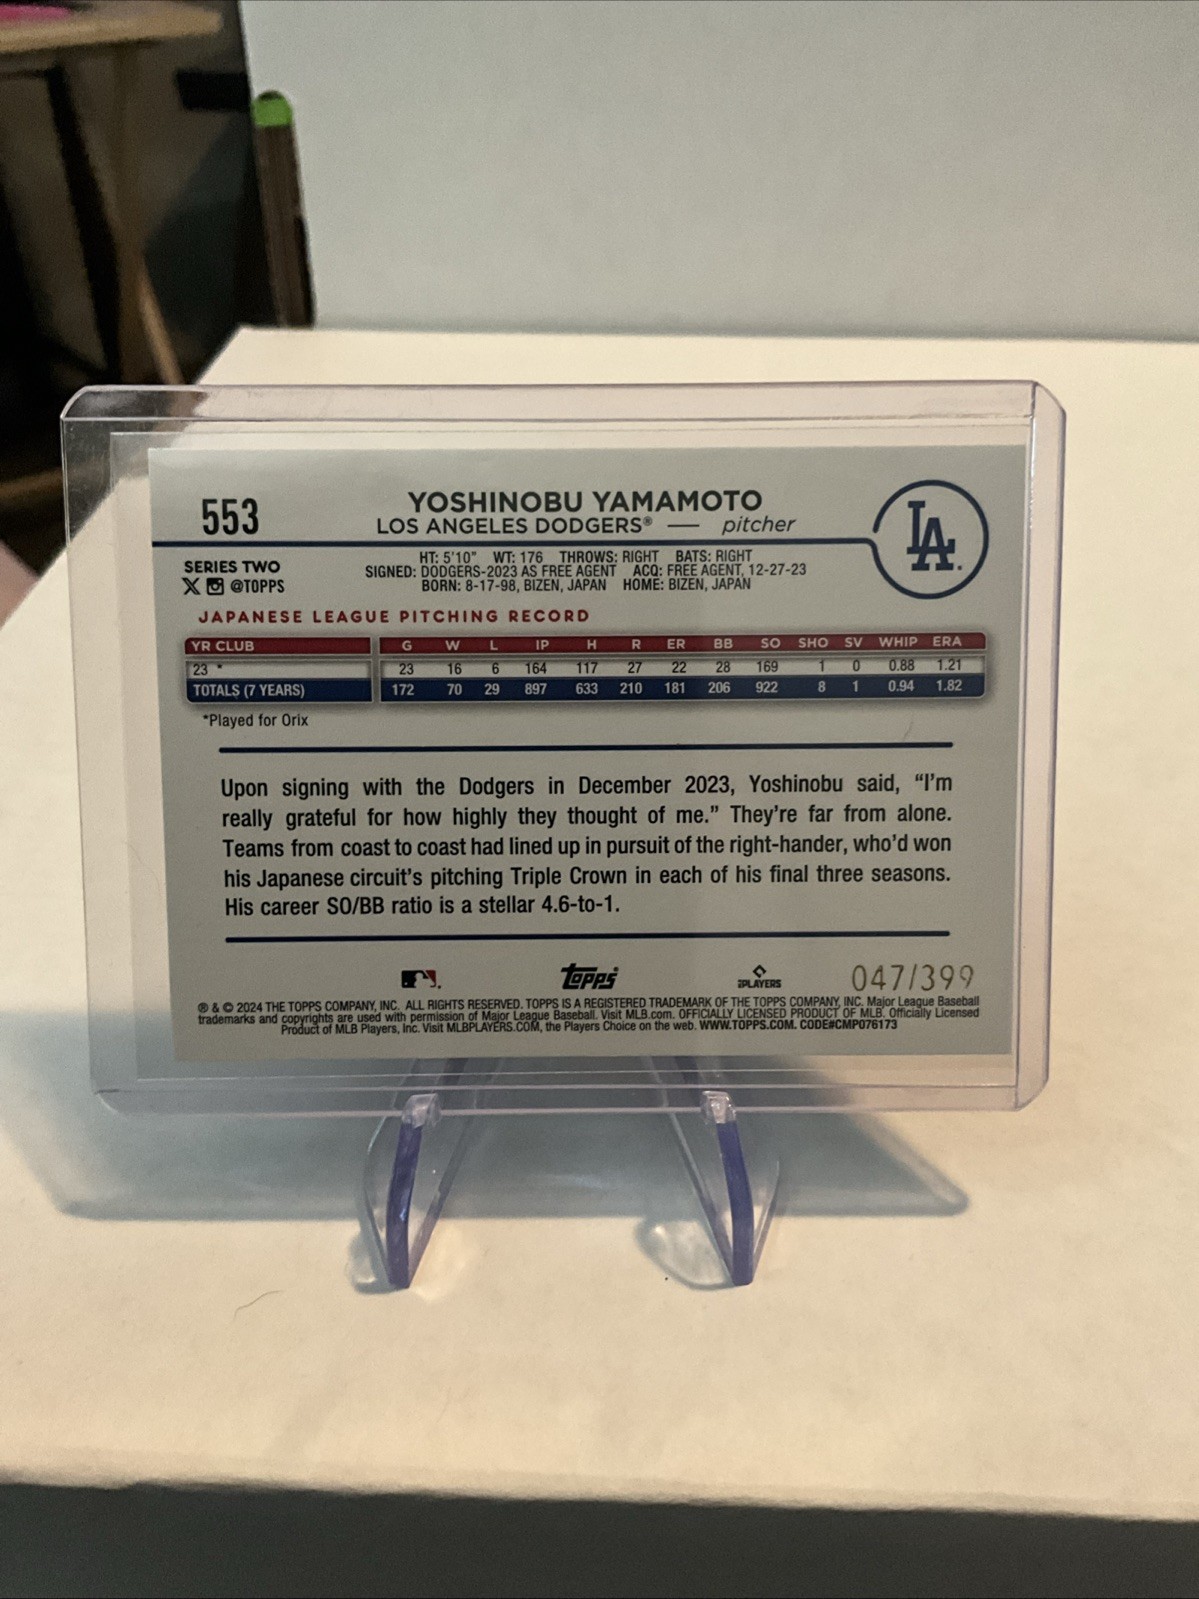 553
YOSHINOBU YAMAMOTO
LOS ANGELES DODGERS® — pitcher
LA
SERIES TWO
@TOPPS
HT: 5'10" WT: 176 THROWS: RIGHT BATS: RIGHT
SIGNED: DODGERS-2023 AS FREE AGENT ACQ: FREE AGENT, 12-27-23
BORN: 8-17-98, BIZEN, JAPAN HOME: BIZEN, JAPAN
JAPANESE LEAGUE PITCHING RECORD
YR CLUB G W L IP H R ER BB SO SHO SV WHIP ERA
23 * 23 16 6 164 117 27 22 28 169 1 0 0.88 1.21
TOTALS (7 YEARS) 172 70 29 897 633 210 181 206 922 8 1 0.94 1.82
*Played for Orix
Upon signing with the Dodgers in December 2023, Yoshinobu said, “I’m
really grateful for how highly they thought of me.” They’re far from alone.
Teams from coast to coast had lined up in pursuit of the right-hander, who’d won
his Japanese circuit’s pitching Triple Crown in each of his final three seasons.
His career SO/BB ratio is a stellar 4.6-to-1.
Topps
PLAYERS
047/399
® & © 2024 THE TOPPS COMPANY, INC. ALL RIGHTS RESERVED. TOPPS IS A REGISTERED TRADEMARK OF THE TOPPS COMPANY, INC. Major League Baseball
trademarks and copyrights are used with permission of Major League Baseball. Visit MLB.com. OFFICIALLY LICENSED PRODUCT OF MLB. Officially Licensed
Product of MLB Players, Inc. Visit MLBPLAYERS.COM, the Players Choice on the web. WWW.TOPPS.COM. CODE#CMP076173